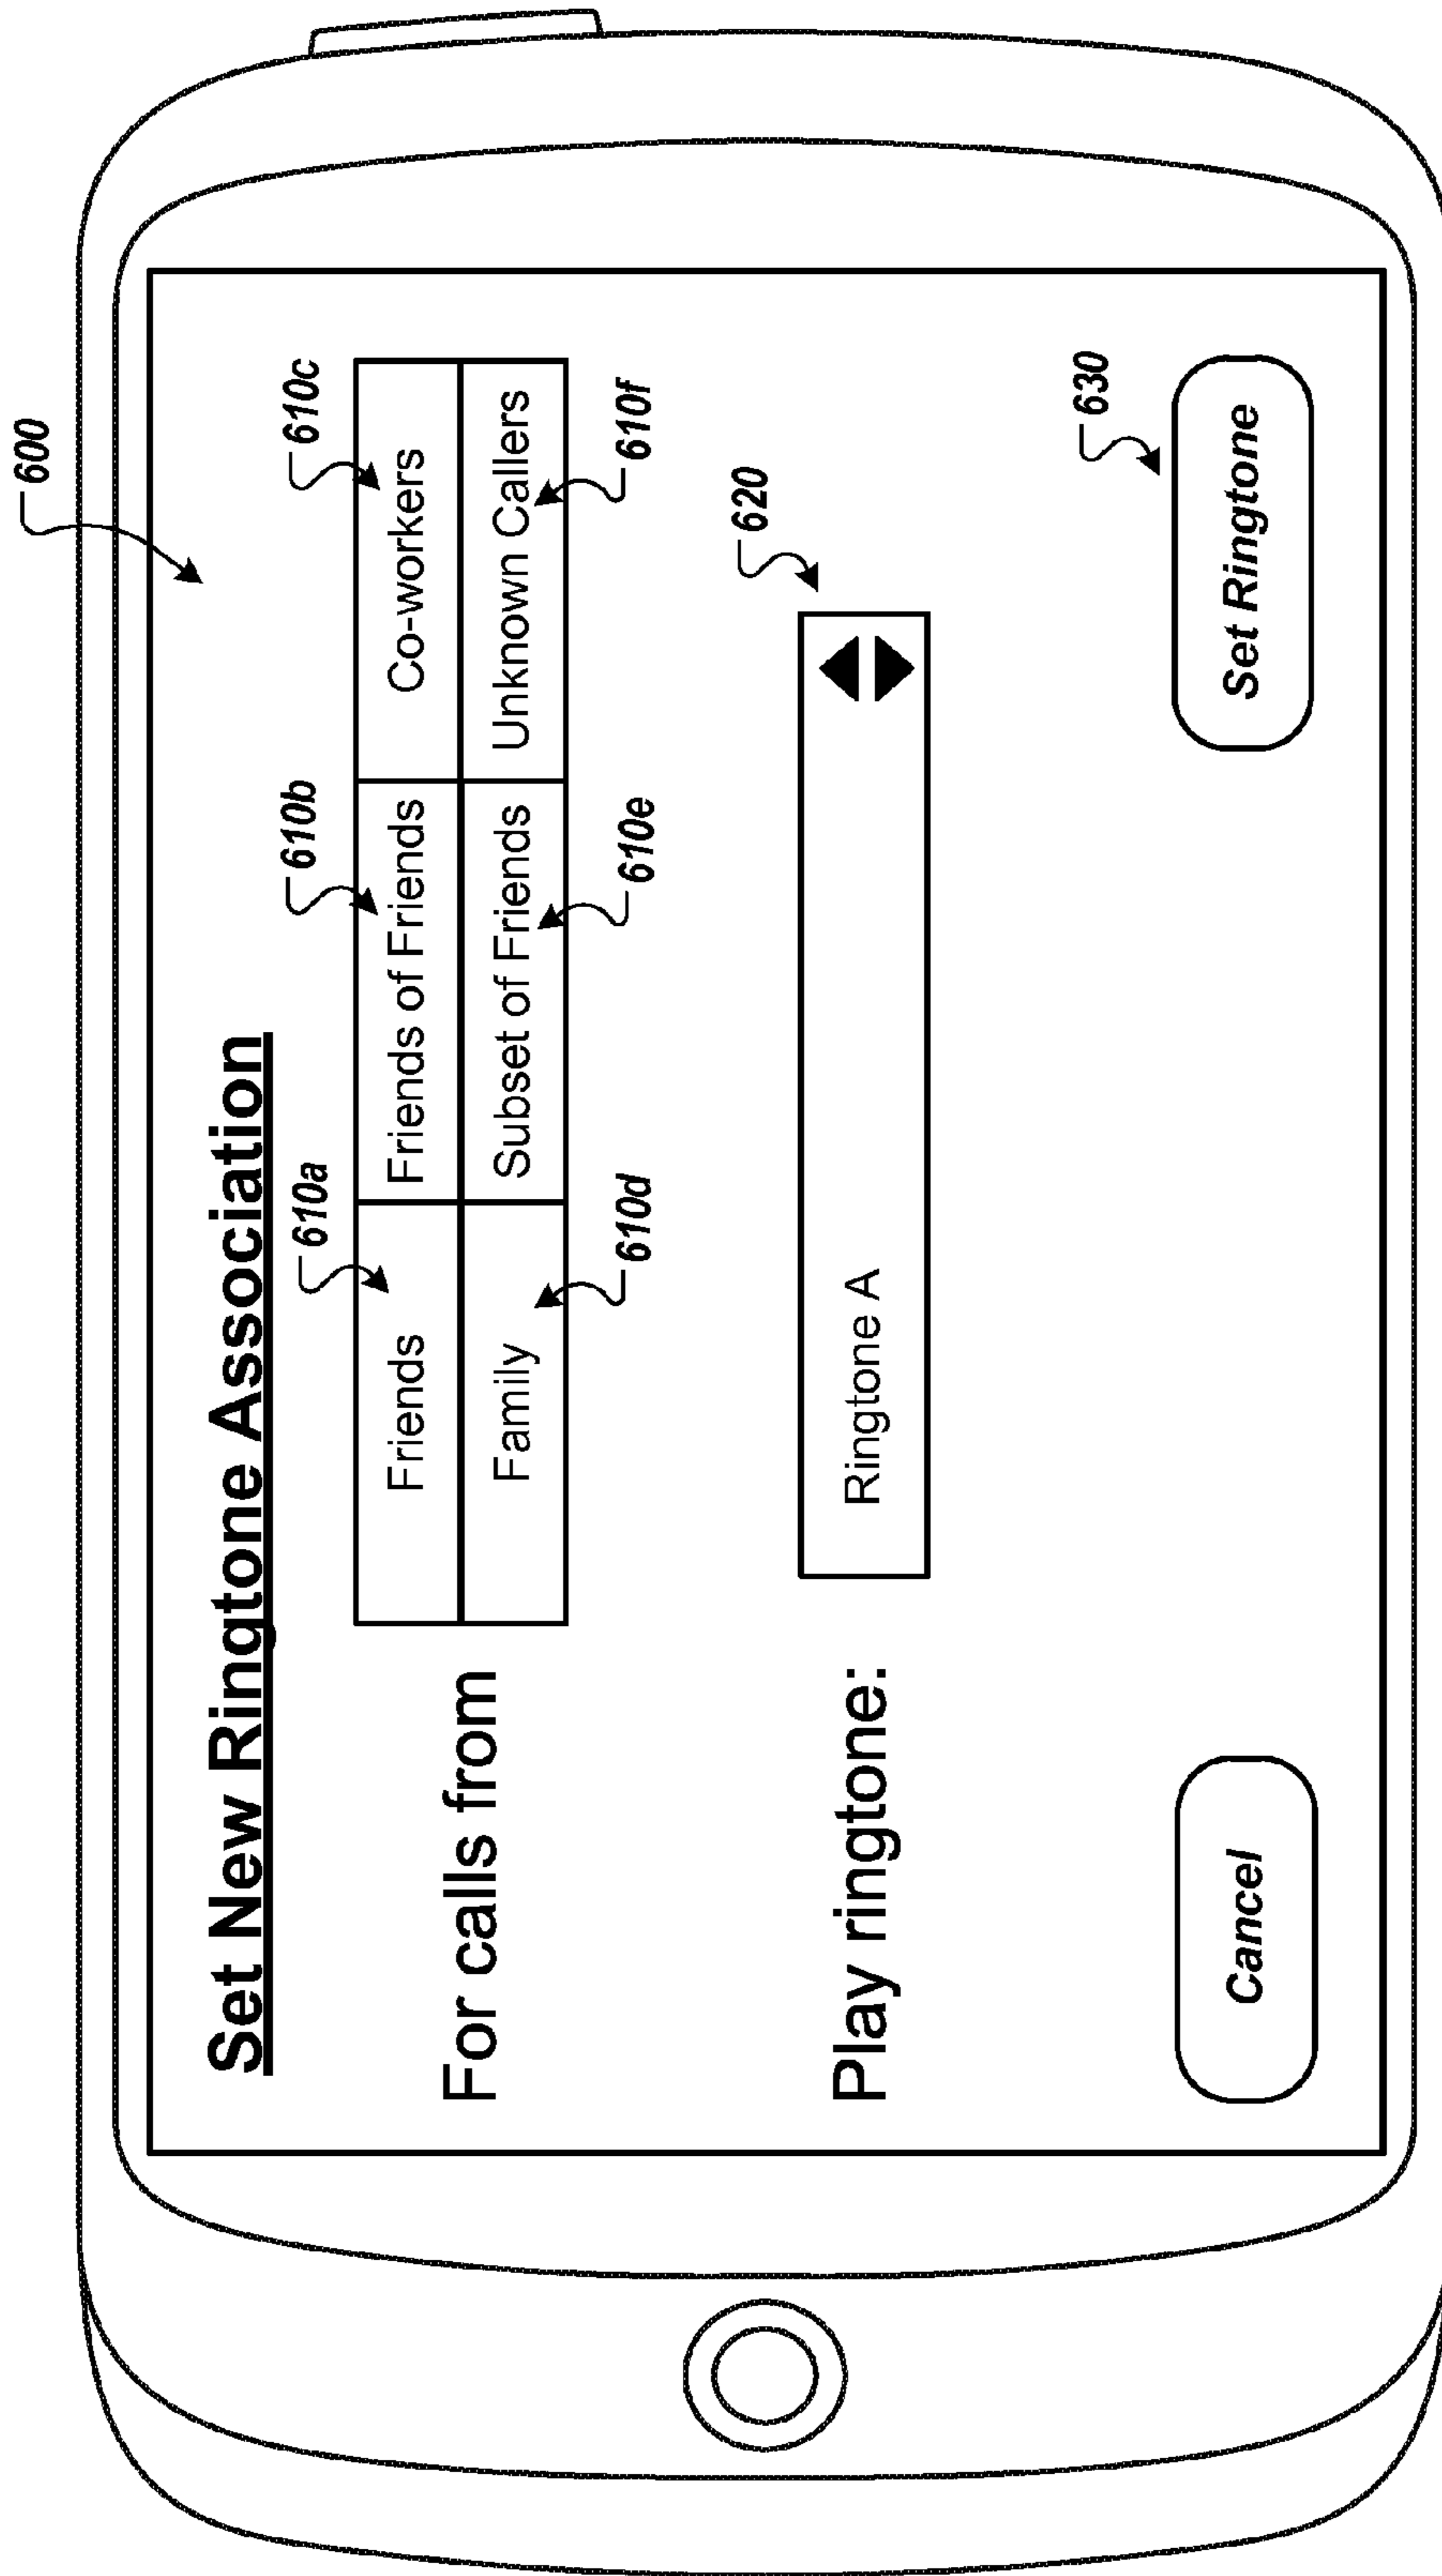 600
Set New Ringtone Association
610a 610b 610c
For calls from
Friends Friends of Friends Co-workers
Family Subset of Friends Unknown Callers
610d 610e 610f
620
Play ringtone: Ringtone A
630
Cancel Set Ringtone